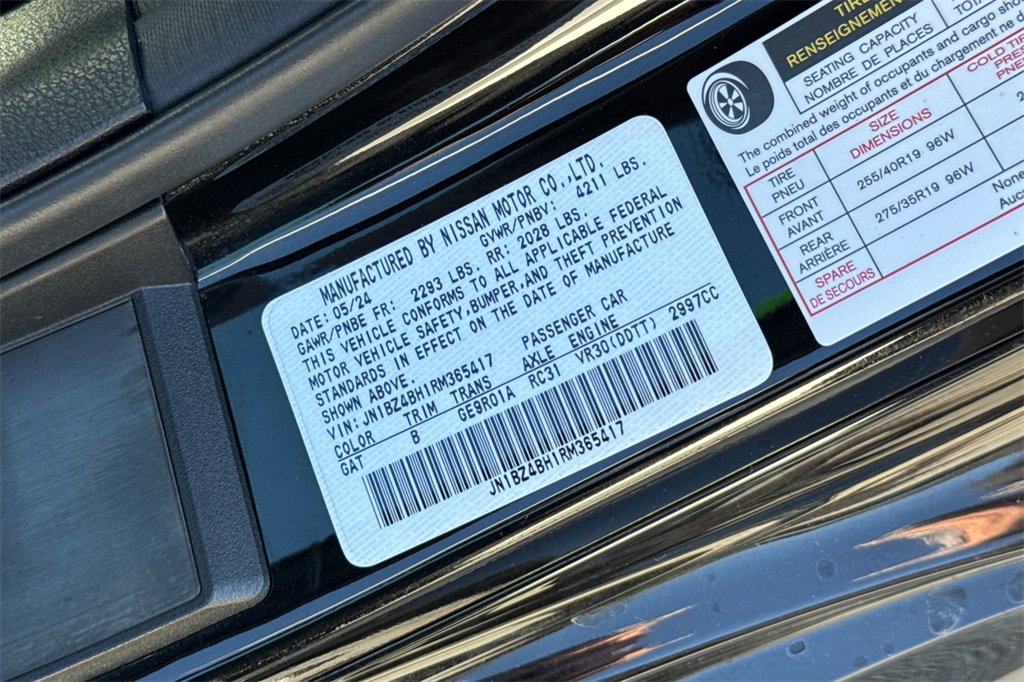 MANUFACTURED BY NISSAN MOTOR CO.,LTD.
DATE: 05/24 GVWR/PNBV: 4211 LBS.
GAWR/PNBE FR: 2293 LBS. RR: 2028 LBS.
THIS VEHICLE CONFORMS TO ALL APPLICABLE FEDERAL
MOTOR VEHICLE SAFETY,BUMPER,AND THEFT PREVENTION
STANDARDS IN EFFECT ON THE DATE OF MANUFACTURE
SHOWN ABOVE.
VIN: JN1BZ4BH1RM365417 PASSENGER CAR
COLOR TRIM TRANS AXLE ENGINE
GAT B GE9R01A RC31 VR30(DDTT) 2997CC
JN1BZ4BH1RM365417
TIRE
RENSEIGNEMENT
SEATING CAPACITY
NOMBRE DE PLACES
The combined weight of occupants and cargo
Le poids total des occupants et du chargement ne
TIRE
PNEU
SIZE
DIMENSIONS
COLD TIRE
FRONT
AVANT
255/40R19 96W
REAR
ARRIÈRE
275/35R19 96W
SPARE
DE SECOURS
None